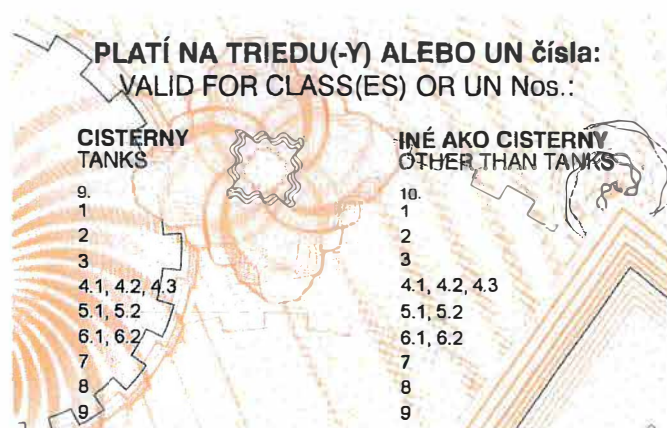 PLATÍ NA TRIEDU(-Y) ALEBO UN čísla:
VALID FOR CLASS(ES) OR UN Nos.:
CISTERNY
TANKS
9.
1
2
3
4.1, 4.2, 4.3
5.1, 5.2
6.1, 6.2
7
8
9
INÉ AKO CISTERNY
OTHER THAN TANKS
10.
1
2
3
4.1, 4.2, 4.3
5.1, 5.2
6.1, 6.2
7
8
9